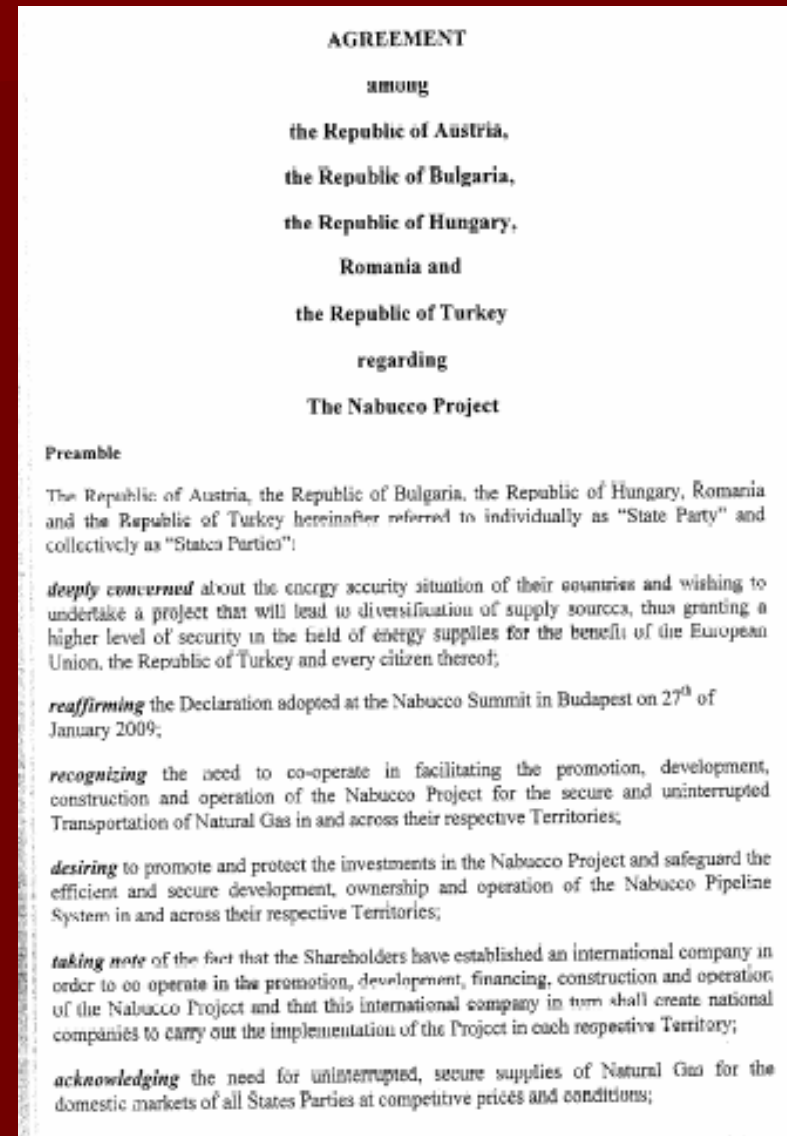 AGREEMENT
among
the Republic of Austria,
the Republic of Bulgaria,
the Republic of Hungary,
Romania and
the Republic of Turkey
regarding
The Nabucco Project
Preamble
The Republic of Austria, the Republic of Bulgaria, the Republic of Hungary, Romania
and the Republic of Turkey hereinafter referred to individually as “State Party” and
collectively as “States Parties”:
deeply concerned about the energy security situation of their countries and wishing to
undertake a project that will lead to diversification of supply sources, thus granting a
higher level of security in the field of energy supplies for the benefit of the European
Union, the Republic of Turkey and every citizen thereof;
reaffirming the Declaration adopted at the Nabucco Summit in Budapest on 27th of
January 2009;
recognizing the need to co-operate in facilitating the promotion, development,
construction and operation of the Nabucco Project for the secure and uninterrupted
Transportation of Natural Gas in and across their respective Territories;
desiring to promote and protect the investments in the Nabucco Project and safeguard the
efficient and secure development, ownership and operation of the Nabucco Pipeline
System in and across their respective Territories;
taking note of the fact that the Shareholders have established an international company in
order to co operate in the promotion, development, financing, construction and operation
of the Nabucco Project and that this international company in turn shall create national
companies to carry out the implementation of the Project in each respective Territory;
acknowledging the need for uninterrupted, secure supplies of Natural Gas for the
domestic markets of all States Parties at competitive prices and conditions;